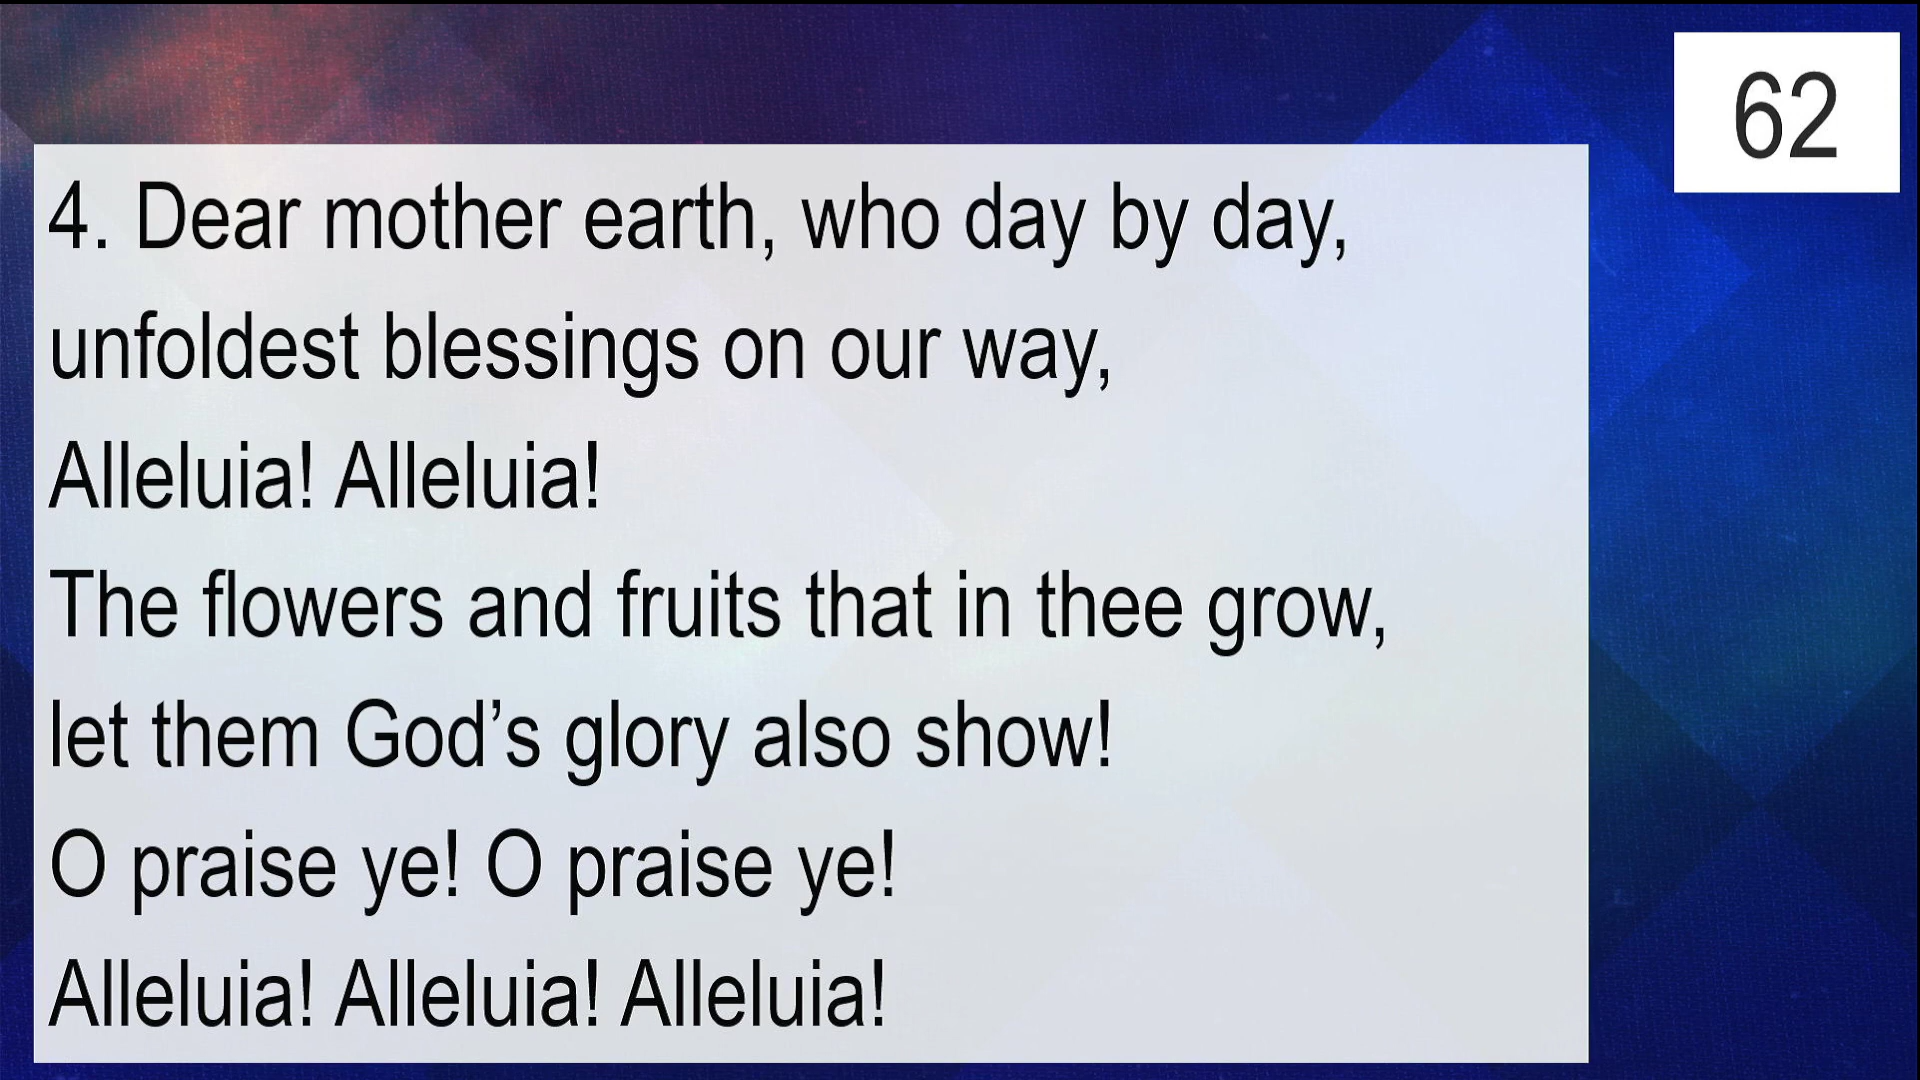 62
4. Dear mother earth, who day by day,
unfoldest blessings on our way,
Alleluia! Alleluia!
The flowers and fruits that in thee grow,
let them God’s glory also show!
O praise ye! O praise ye!
Alleluia! Alleluia! Alleluia!